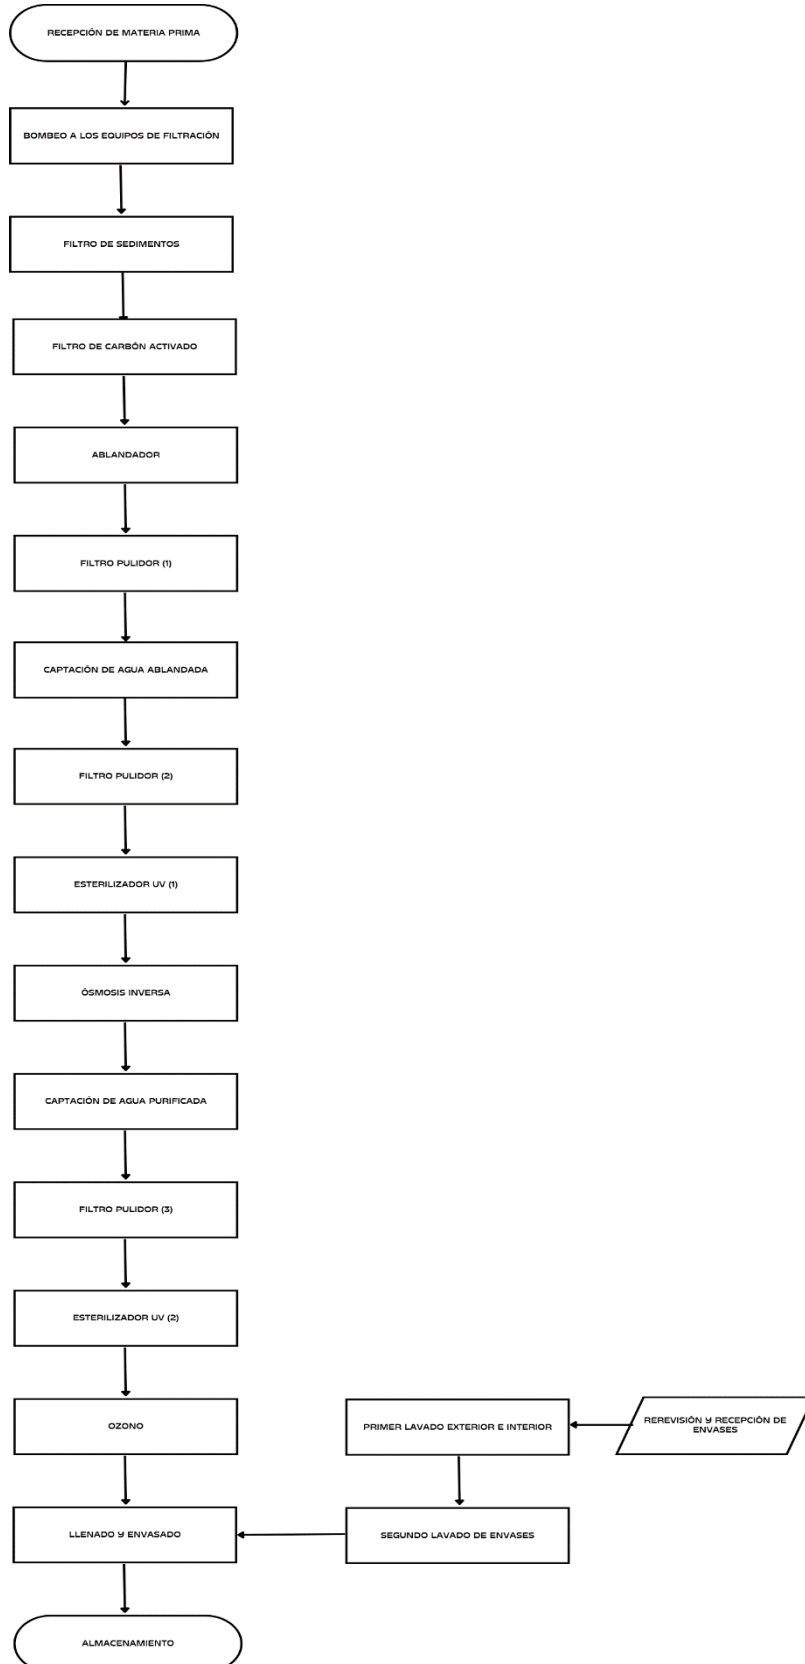 RECEPCIÓN DE MATERIA PRIMA
BOMBEO A LOS EQUIPOS DE FILTRACIÓN
FILTRO DE SEDIMENTOS
FILTRO DE CARBÓN ACTIVADO
ABLANDADOR
FILTRO PULIDOR (1)
CAPTACIÓN DE AGUA ABLANDADA
FILTRO PULIDOR (2)
ESTERILIZADOR UV (1)
ÓSMOSIS INVERSA
CAPTACIÓN DE AGUA PURIFICADA
FILTRO PULIDOR (3)
ESTERILIZADOR UV (2)
OZONO
PRIMER LAVADO EXTERIOR E INTERIOR
REREVISIÓN Y RECEPCIÓN DE
ENVASES
LLENADO Y ENVASADO
SEGUNDO LAVADO DE ENVASES
ALMACENAMIENTO